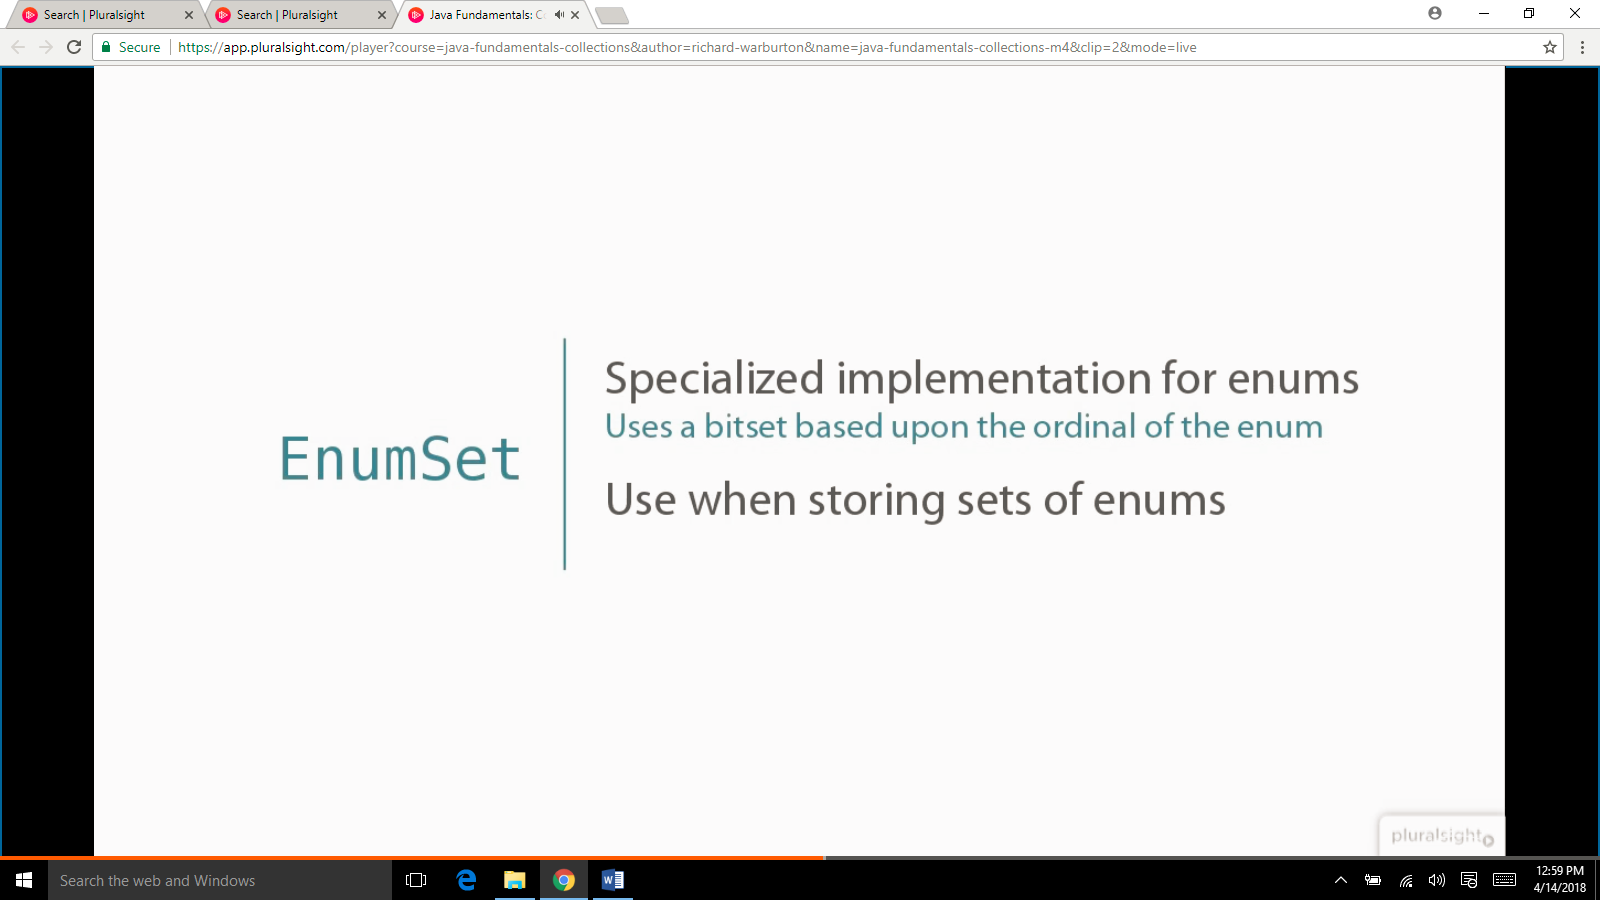 Search | Pluralsight
Search | Pluralsight
Java Fundamentals: C
Secure
https://app.pluralsight.com/player?course=java-fundamentals-collections&author=richard-warburton&name=java-fundamentals-collections-m4&clip=2&mode=live
EnumSet
Specialized implementation for enums
Uses a bitset based upon the ordinal of the enum
Use when storing sets of enums
pluralsight
Search the web and Windows
12:59 PM
4/14/2018